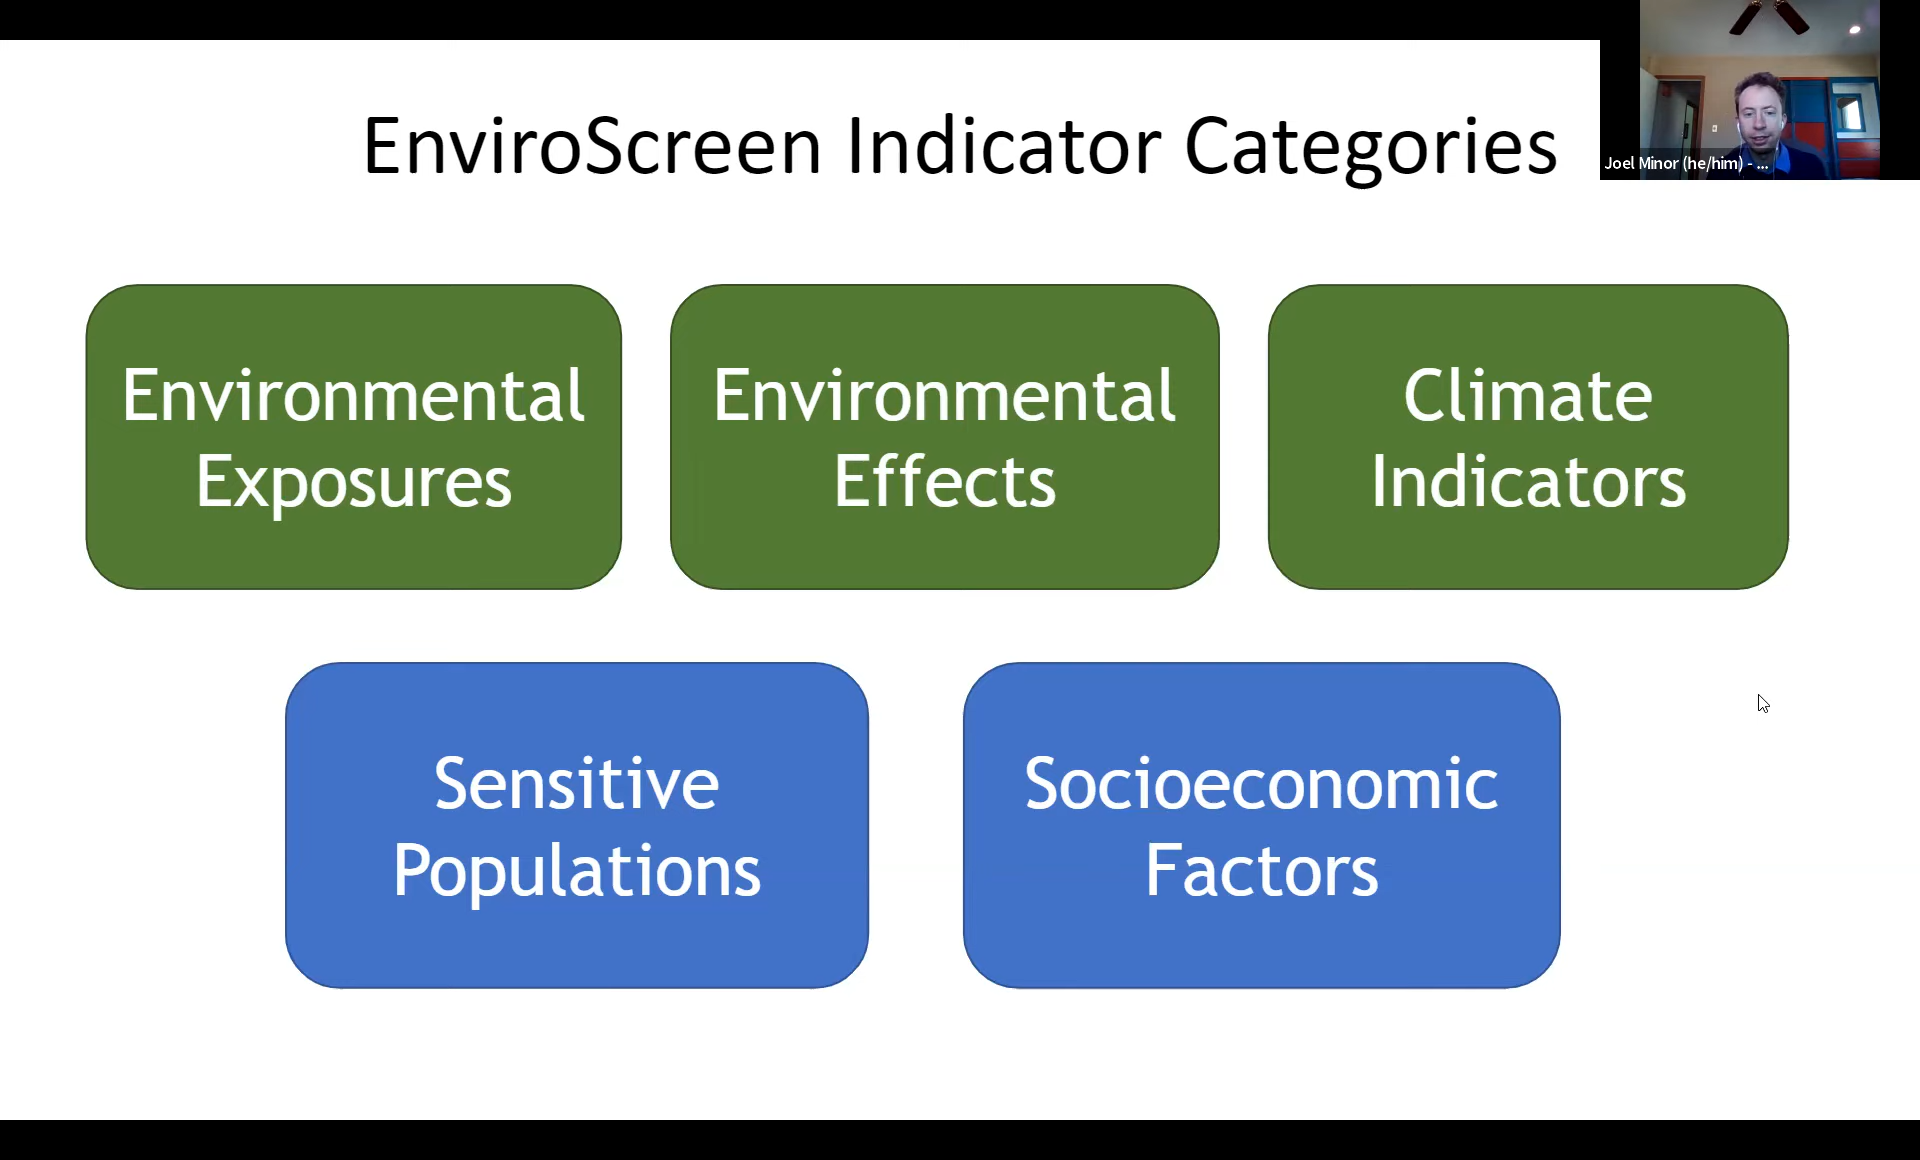 EnviroScreen Indicator Categories
Joel Minor (he/him) - ...
Environmental
Exposures
Environmental
Effects
Climate
Indicators
Sensitive
Populations
Socioeconomic
Factors